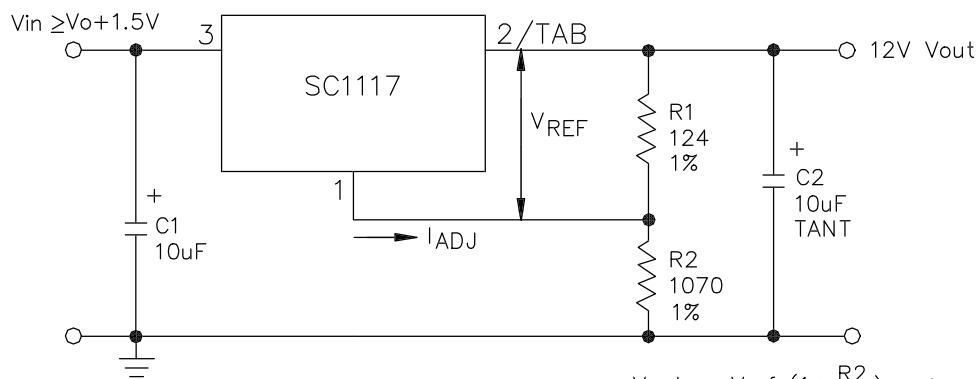 Vin ≥Vo+1.5V
3
SC1117
2/TAB
12V Vout
VREF
R1
124
1%
1
IADJ
+
C1
10uF
+
C2
10uF
TANT
R2
1070
1%
R2